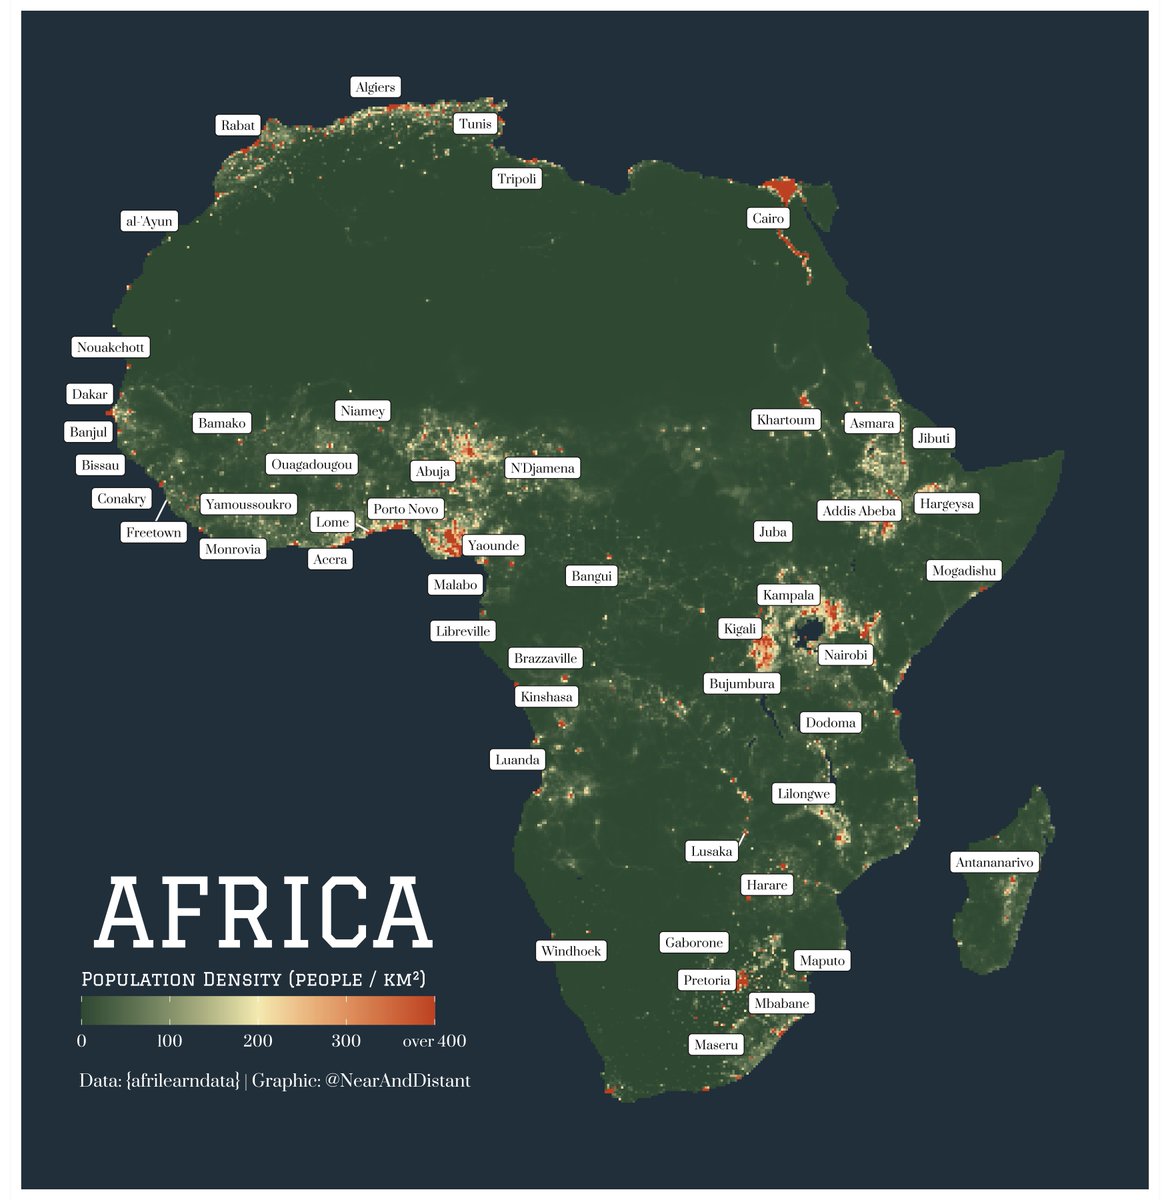 Algiers
Rabat
Tunis
Tripoli
Cairo
al-'Ayun
Nouakchott
Dakar
Niamey
Bamako
Khartoum
Asmara
Banjul
Jibuti
Bissau
Ouagadougou
Abuja
N'Djamena
Conakry
Yamoussoukro
Porto Novo
Addis Abeba
Hargeysa
Lome
Freetown
Juba
Monrovia
Accra
Yaounde
Bangui
Mogadishu
Malabo
Kampala
Libreville
Kigali
Brazzaville
Nairobi
Bujumbura
Kinshasa
Dodoma
Luanda
Lilongwe
Lusaka
Antananarivo
Harare
AFRICA
Windhoek
Gaborone
Maputo
Pretoria
Mbabane
Maseru
Population Density (people / km²)
0 100 200 300 over 400
Data: {afrilearndata} | Graphic: @NearAndDistant